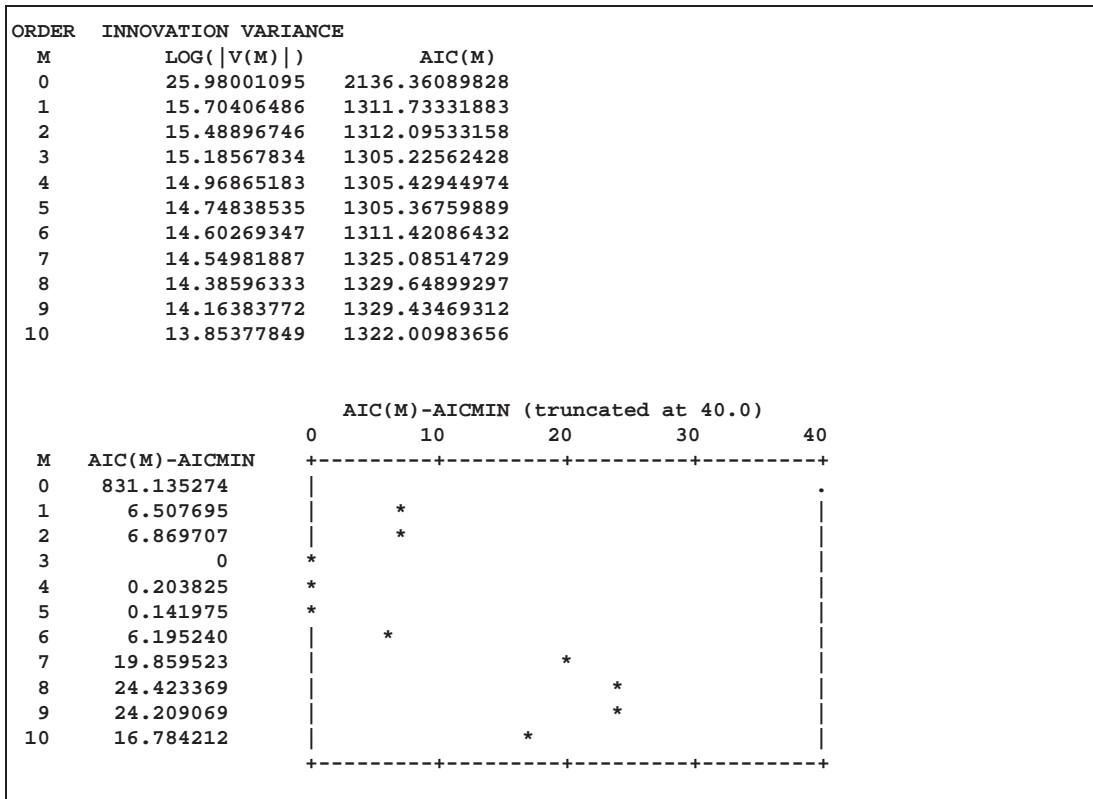 ORDER  INNOVATION VARIANCE
  M         LOG(|V(M)|)        AIC(M)
  0         25.98001095   2136.36089828
  1         15.70406486   1311.73331883
  2         15.48896746   1312.09533158
  3         15.18567834   1305.22562428
  4         14.96865183   1305.42944974
  5         14.74838535   1305.36759889
  6         14.60269347   1311.42086432
  7         14.54981887   1325.08514729
  8         14.38596333   1329.64899297
  9         14.16383772   1329.43469312
 10         13.85377849   1322.00983656
                          AIC(M)-AICMIN (truncated at 40.0)
                       0        10        20        30        40
  M   AIC(M)-AICMIN    +---------+---------+---------+---------+
  0    831.135274      |                                       .
  1      6.507695      |      *                                |
  2      6.869707      |      *                                |
  3             0      *                                       |
  4      0.203825      *                                       |
  5      0.141975      *                                       |
  6      6.195240      |     *                                 |
  7     19.859523      |                   *                   |
  8     24.423369      |                       *               |
  9     24.209069      |                       *               |
 10     16.784212      |                *                      |
                       +---------+---------+---------+---------+